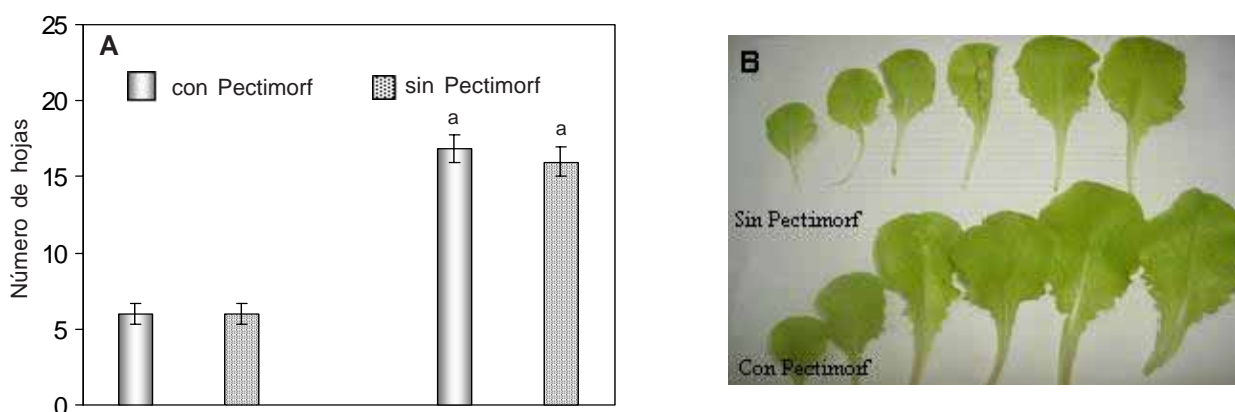 25
20
15
10
5
0
Número de hojas
A
con Pectimorf
sin Pectimorf
a
a
B
Sin Pectimorf
Con Pectimorf